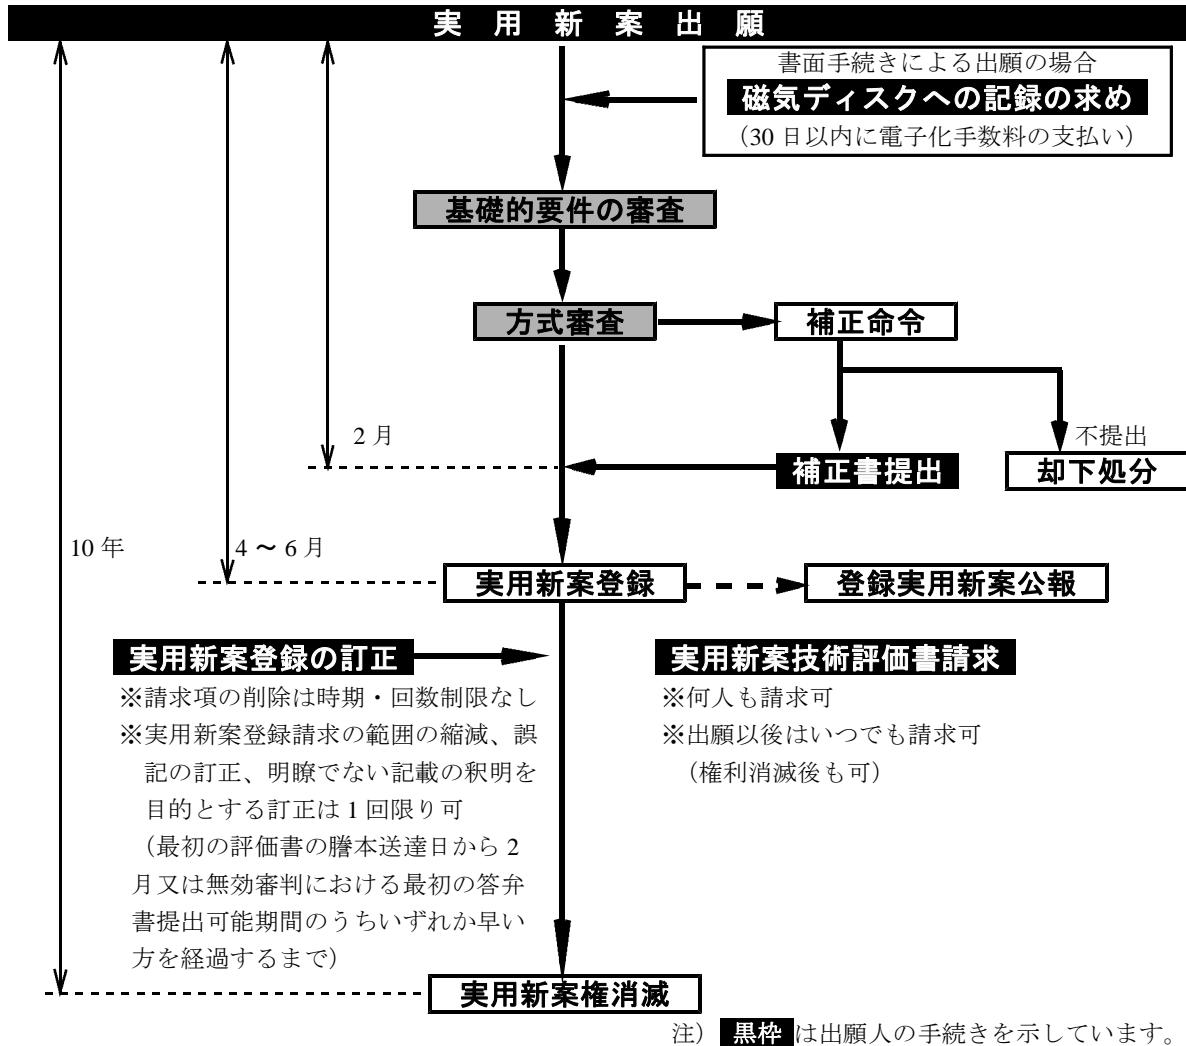 実用新案出願
書面手続きによる出願の場合
磁気ディスクへの記録の求め
（30日以内に電子化手数料の支払い）
基礎的要件の審査
方式審査
補正命令
2月
不提出
補正書提出
却下処分
10年
4～6月
実用新案登録
登録実用新案公報
実用新案登録の訂正
※請求項の削除は時期・回数制限なし
※実用新案登録請求の範囲の縮減、誤
記の訂正、明瞭でない記載の釈明を
目的とする訂正は1回限り可
（最初の評価書の謄本送達日から2
月又は無効審判における最初の答弁
書提出可能期間のうちいずれか早い
方を経過するまで）
実用新案技術評価書請求
※何人も請求可
※出願以後はいつでも請求可
（権利消滅後も可）
実用新案権消滅
注） 黒枠 は出願人の手続きを示しています。